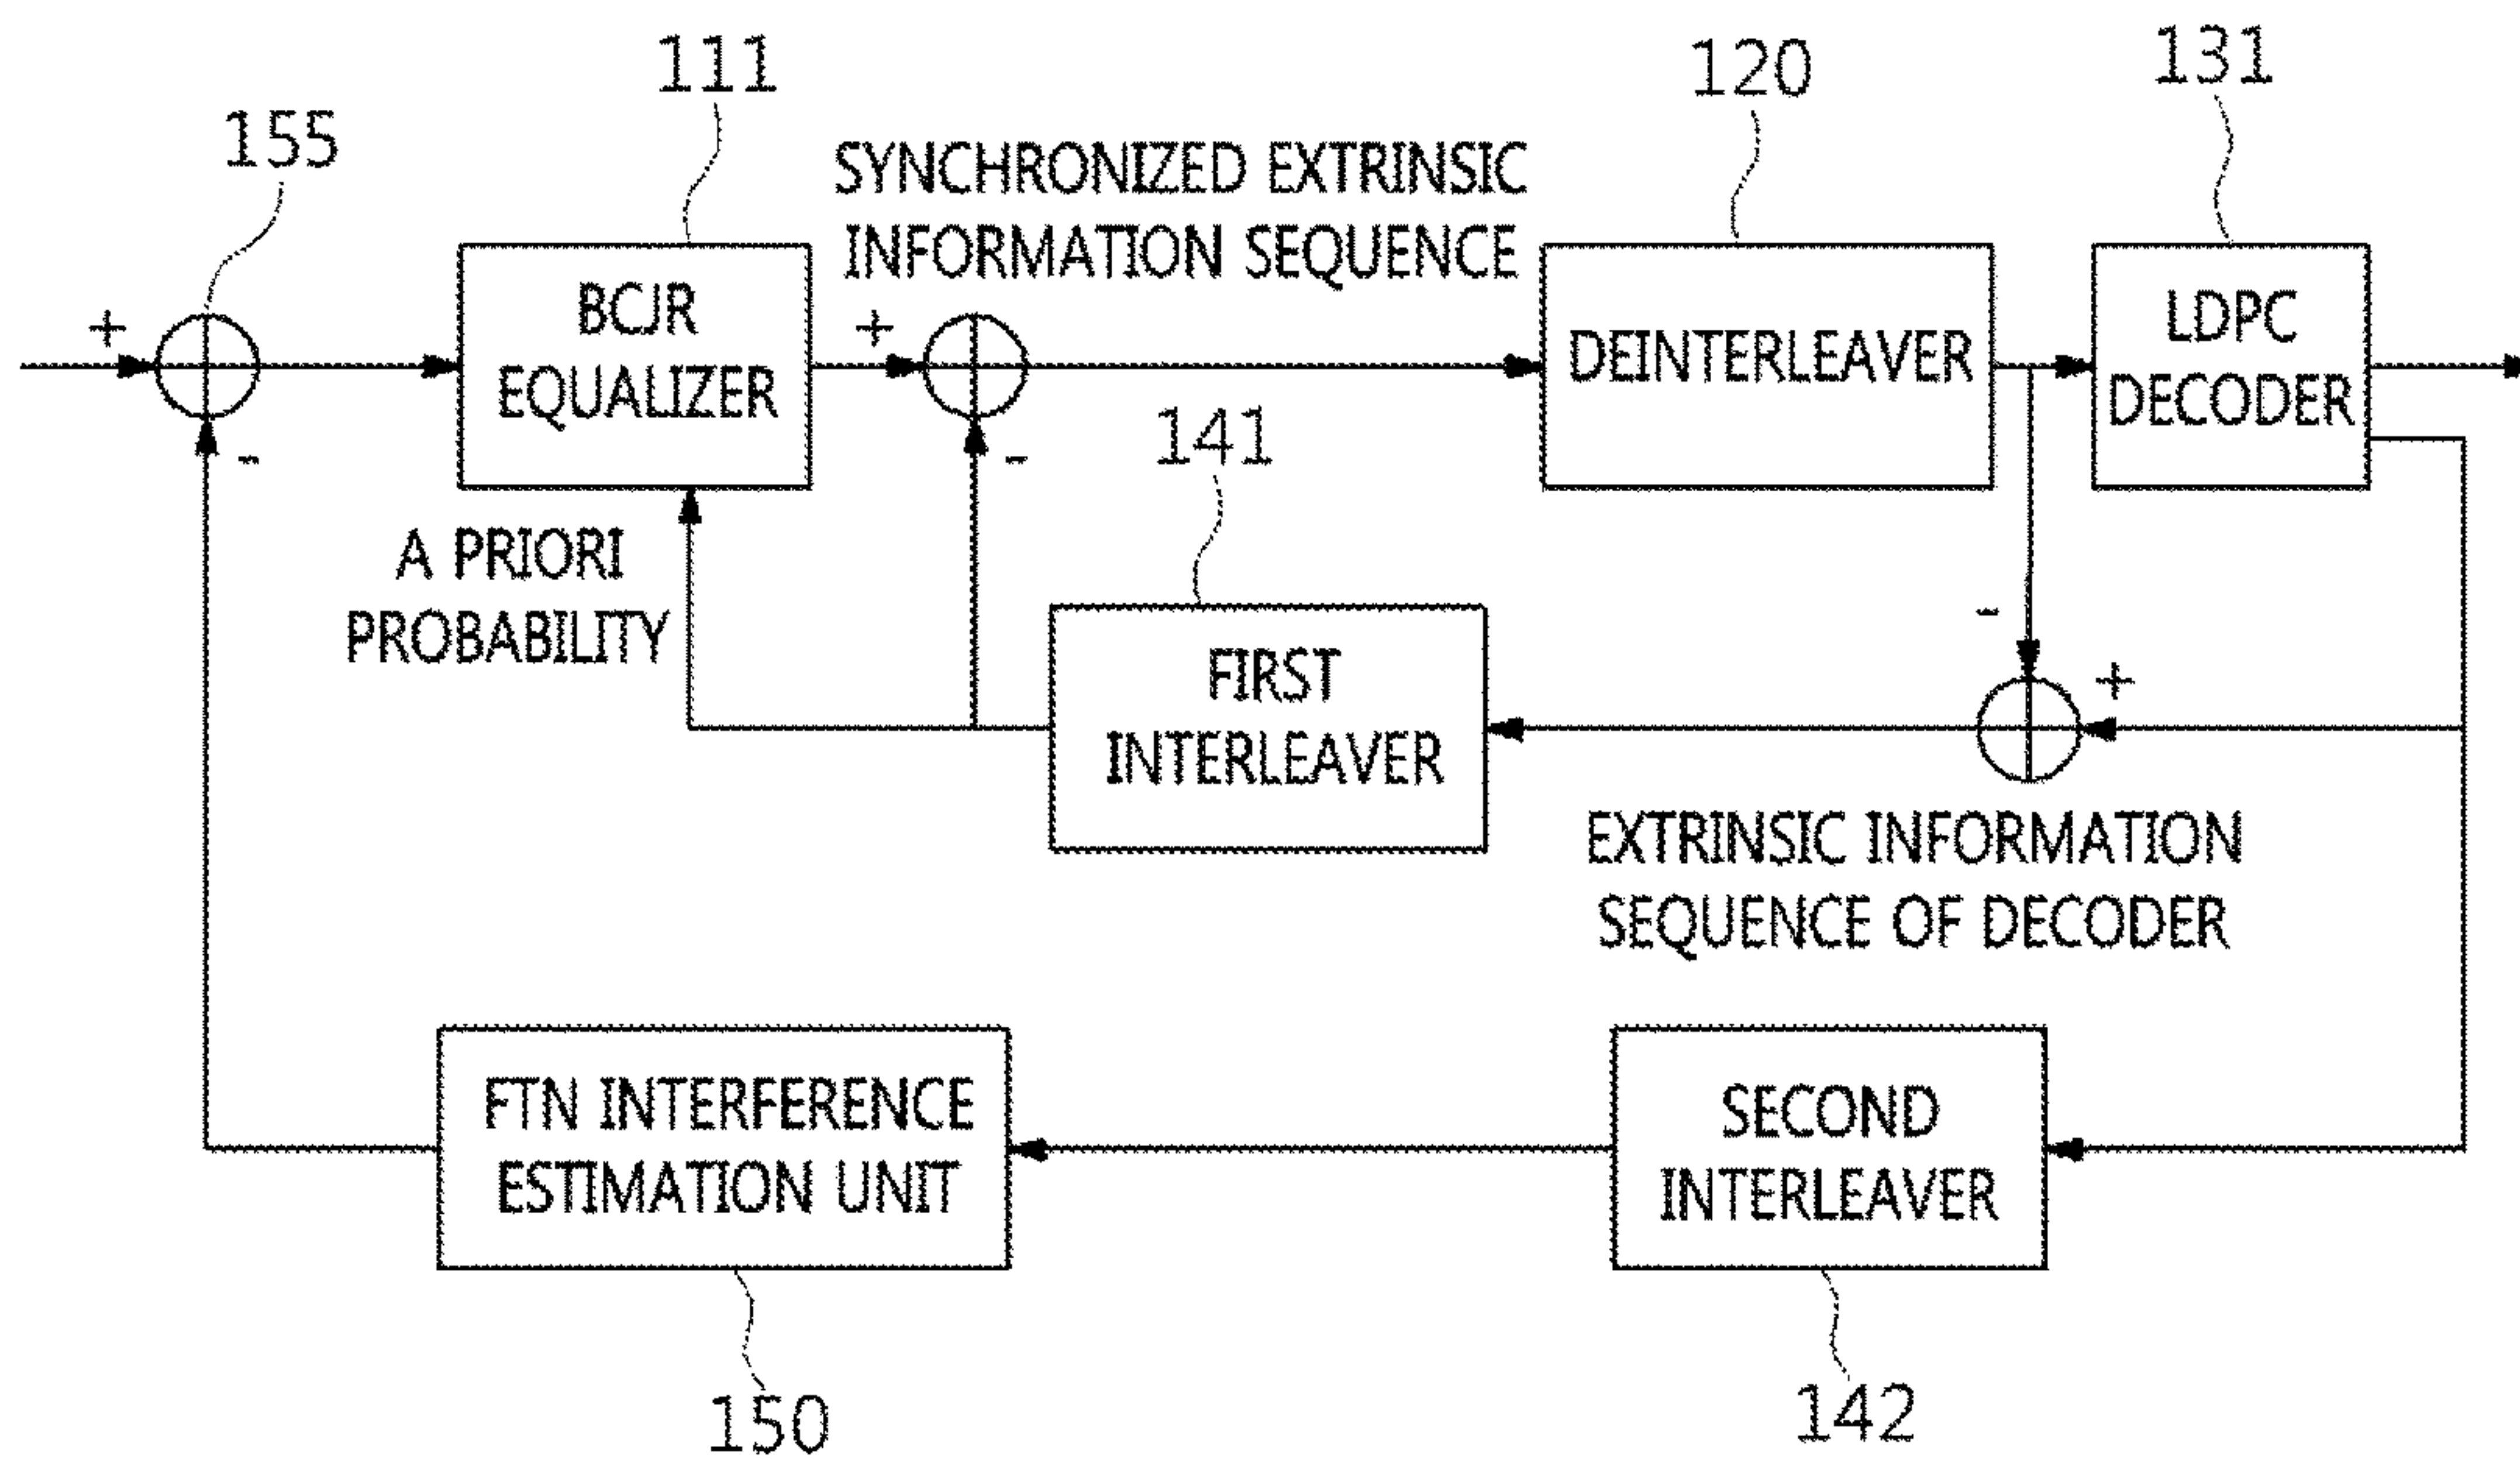 155
111
120
131
SYNCHRONIZED EXTRINSIC
INFORMATION SEQUENCE
+
-
BCJR
EQUALIZER
+
-
DEINTERLEAVER
LDPC
DECODER
A PRIORI
PROBABILITY
141
FIRST
INTERLEAVER
-
+
EXTRINSIC INFORMATION
SEQUENCE OF DECODER
FTN INTERFERENCE
ESTIMATION UNIT
SECOND
INTERLEAVER
150
142